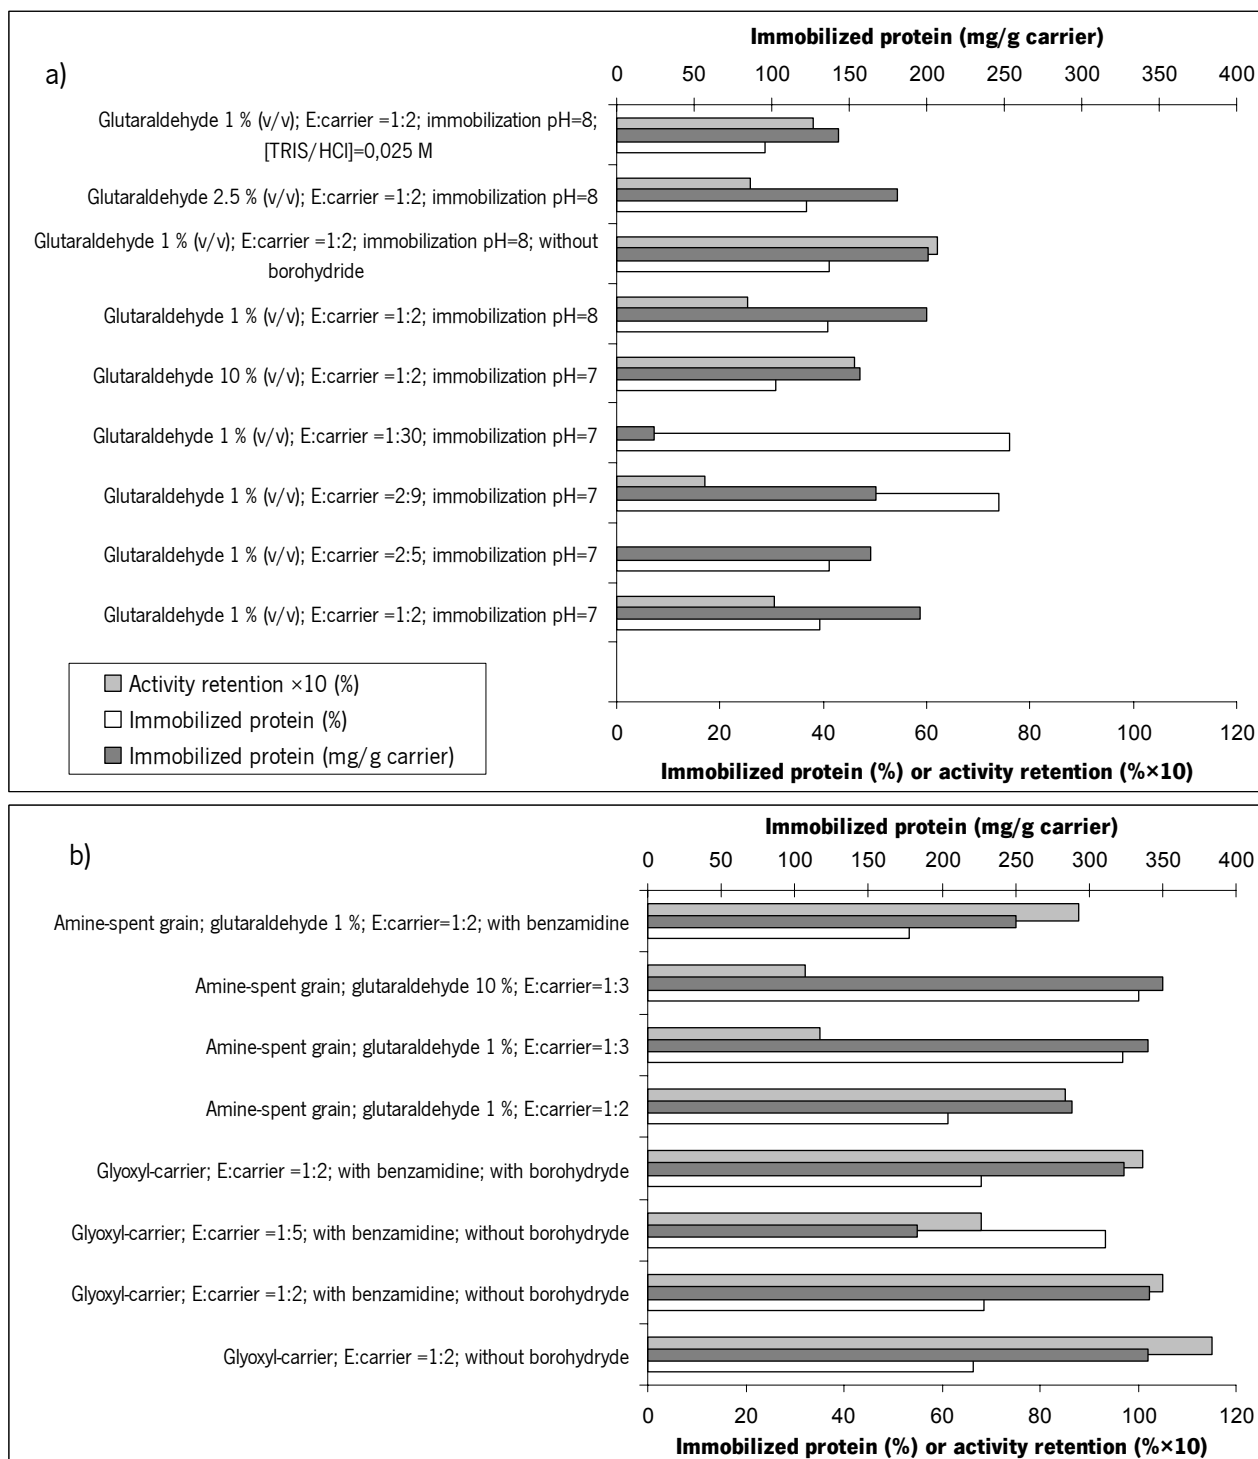 a)
Immobilized protein (mg/g carrier)
0 50 100 150 200 250 300 350 400
Glutaraldehyde 1 % (v/v); E:carrier =1:2; immobilization pH=8;
[TRIS/HCl]=0,025 M
Glutaraldehyde 2.5 % (v/v); E:carrier =1:2; immobilization pH=8
Glutaraldehyde 1 % (v/v); E:carrier =1:2; immobilization pH=8; without
borohydride
Glutaraldehyde 1 % (v/v); E:carrier =1:2; immobilization pH=8
Glutaraldehyde 10 % (v/v); E:carrier =1:2; immobilization pH=7
Glutaraldehyde 1 % (v/v); E:carrier =1:30; immobilization pH=7
Glutaraldehyde 1 % (v/v); E:carrier =2:9; immobilization pH=7
Glutaraldehyde 1 % (v/v); E:carrier =2:5; immobilization pH=7
Glutaraldehyde 1 % (v/v); E:carrier =1:2; immobilization pH=7
Activity retention ×10 (%)
Immobilized protein (%)
Immobilized protein (mg/g carrier)
0 20 40 60 80 100 120
Immobilized protein (%) or activity retention (%×10)
b)
Immobilized protein (mg/g carrier)
0 50 100 150 200 250 300 350 400
Amine-spent grain; glutaraldehyde 1 %; E:carrier=1:2; with benzamidine
Amine-spent grain; glutaraldehyde 10 %; E:carrier=1:3
Amine-spent grain; glutaraldehyde 1 %; E:carrier=1:3
Amine-spent grain; glutaraldehyde 1 %; E:carrier=1:2
Glyoxyl-carrier; E:carrier =1:2; with benzamidine; with borohydryde
Glyoxyl-carrier; E:carrier =1:5; with benzamidine; without borohydryde
Glyoxyl-carrier; E:carrier =1:2; with benzamidine; without borohydryde
Glyoxyl-carrier; E:carrier =1:2; without borohydryde
0 20 40 60 80 100 120
Immobilized protein (%) or activity retention (%×10)